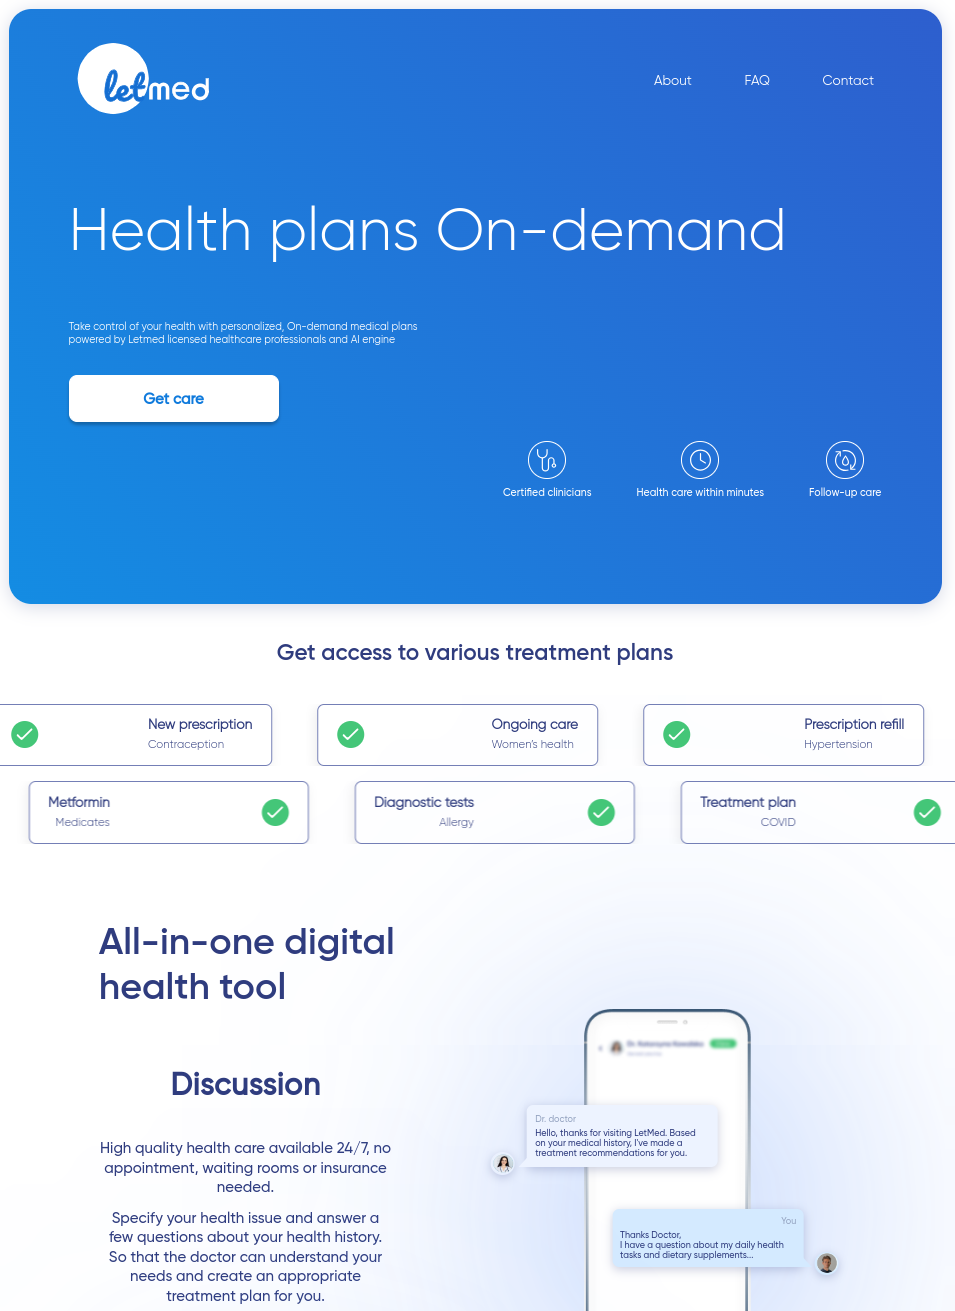 letmed
About FAQ Contact
Health plans On-demand
Take control of your health with personalized, On-demand medical plans
powered by Letmed licensed healthcare professionals and AI engine
Get care
Certified clinicians
Health care within minutes
Follow-up care
Get access to various treatment plans
New prescription
Contraception
Ongoing care
Women's health
Prescription refill
Hypertension
Metformin
Medicates
Diagnostic tests
Allergy
Treatment plan
COVID
All-in-one digital
health tool
Discussion
High quality health care available 24/7, no
appointment, waiting rooms or insurance
needed.
Specify your health issue and answer a
few questions about your health history.
So that the doctor can understand your
needs and create an appropriate
treatment plan for you.
Dr. doctor
Hello, thanks for visiting LetMed. Based
on your medical history, I've made a
treatment recommendations for you.
You
Thanks Doctor,
I have a question about my daily health
tasks and dietary supplements...